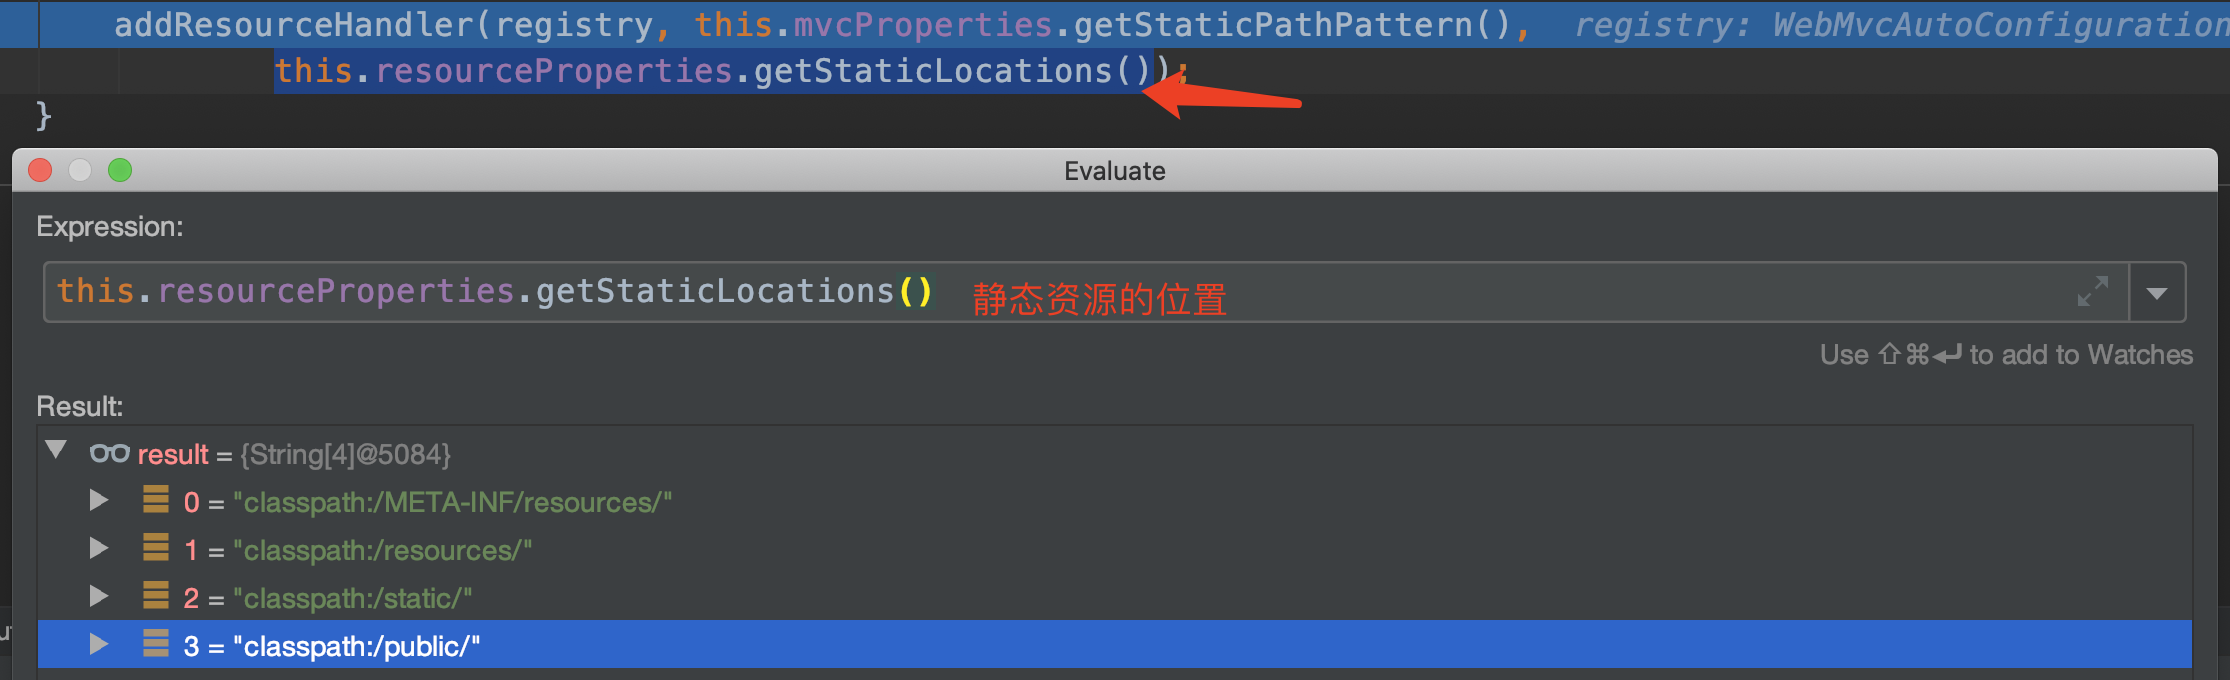 addResourceHandler(registry, this.mvcProperties.getStaticPathPattern(), registry: WebMvcAutoConfiguration
this.resourceProperties.getStaticLocations());
}
Evaluate
Expression:
this.resourceProperties.getStaticLocations() 静态资源的位置
Use ⇧⌘↩ to add to Watches
Result:
result = {String[4]@5084}
0 = "classpath:/META-INF/resources/"
1 = "classpath:/resources/"
2 = "classpath:/static/"
3 = "classpath:/public/"